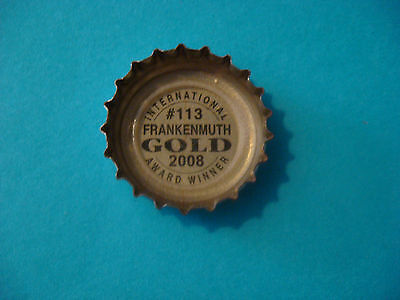 INTERNATIONAL
#113
FRANKENMUTH
GOLD
2008
AWARD WINNER